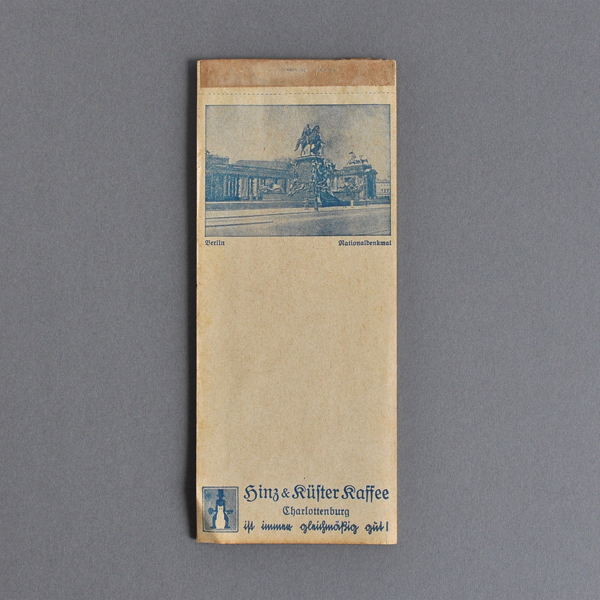 Berlin Nationaldenkmal
Hinz & Küster Kaffee
Charlottenburg
ist immer gleichmäßig gut!